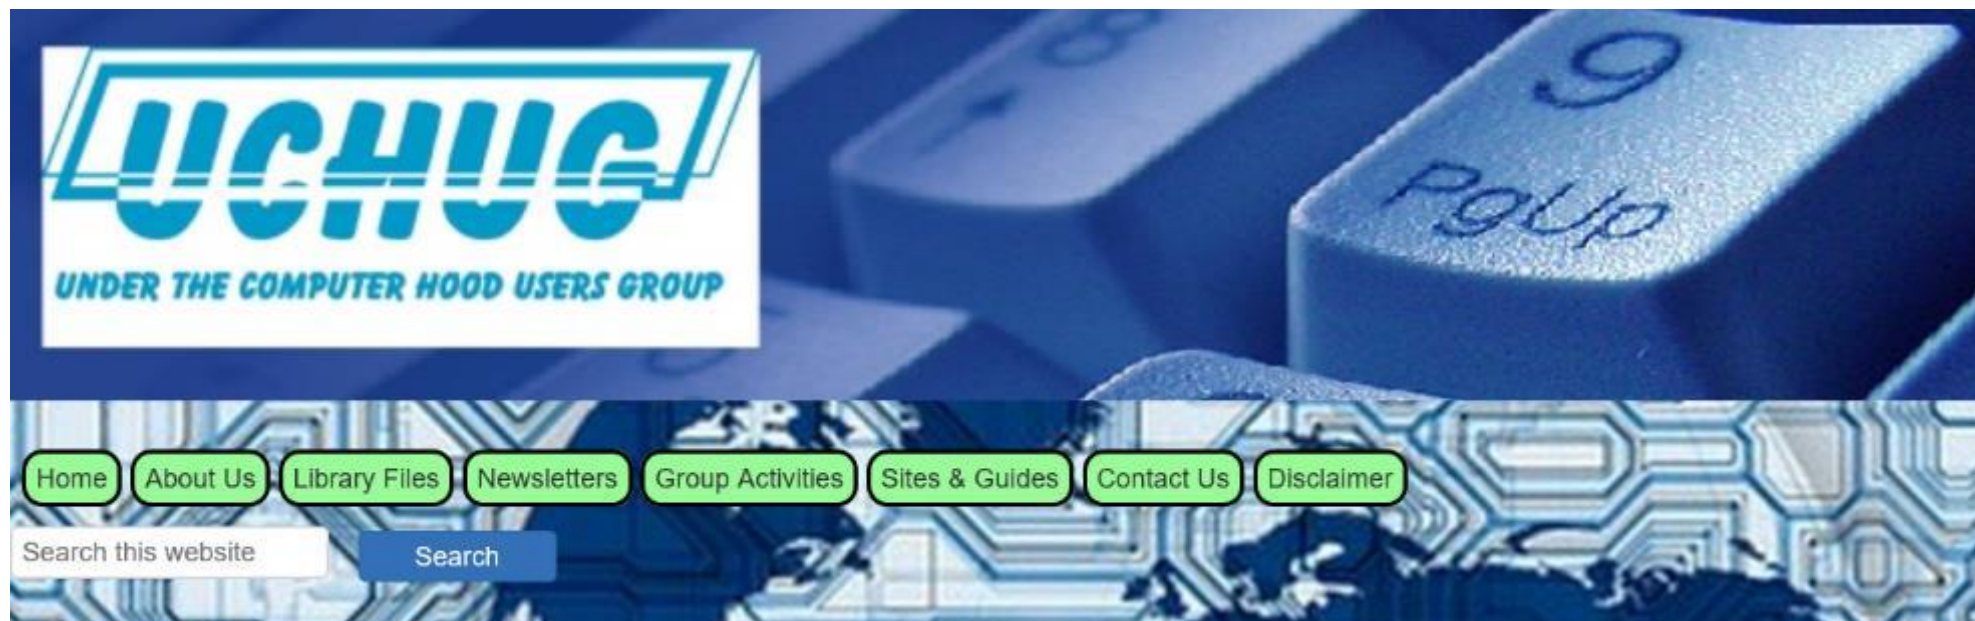 UCHUG
UNDER THE COMPUTER HOOD USERS GROUP
8
9
PgUp
Home About Us Library Files Newsletters Group Activities Sites & Guides Contact Us Disclaimer
Search this website Search